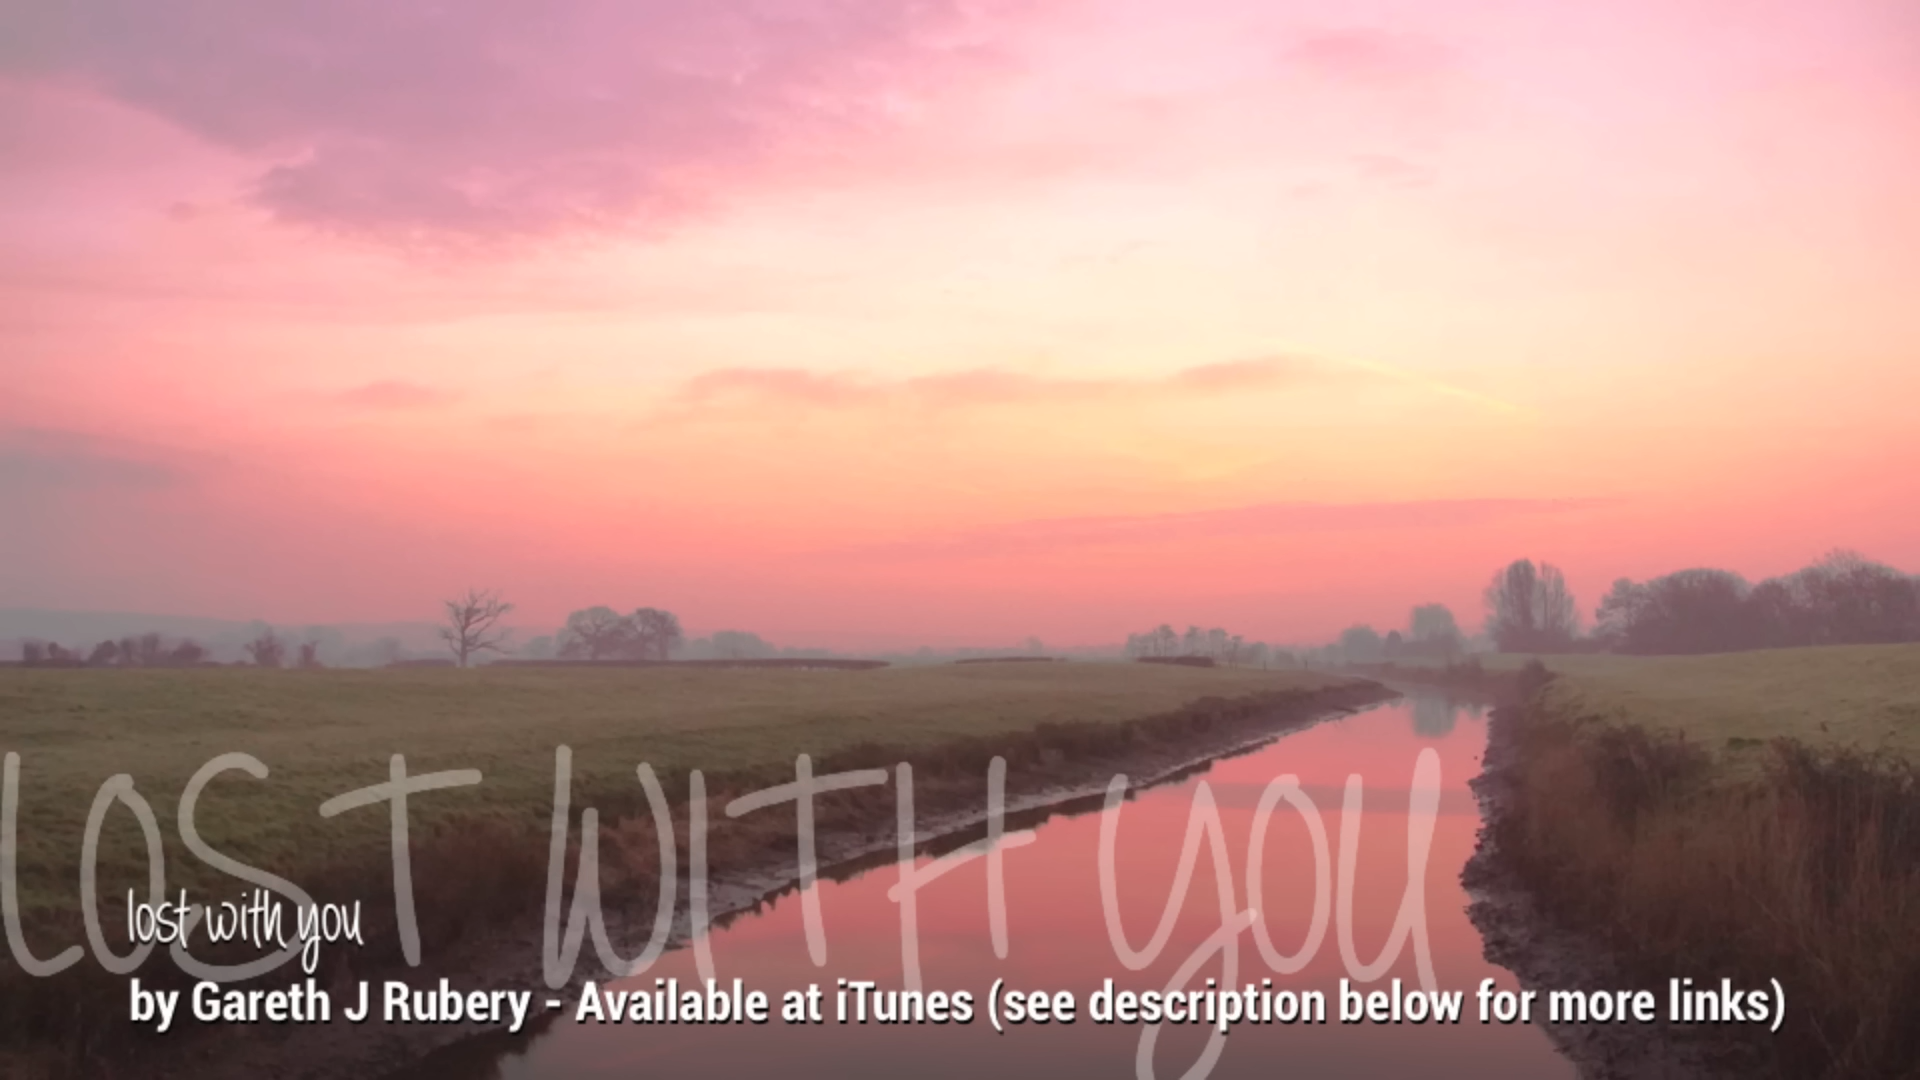 LOST WITH YOU
lost with you
by Gareth J Rubery - Available at iTunes (see description below for more links)